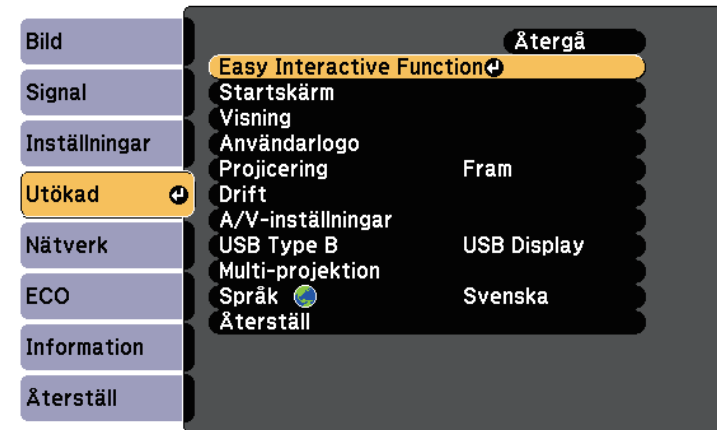 Bild
Signal
Inställningar
Utökad
Nätverk
ECO
Information
Återställ
Återgå
Easy Interactive Function
Startskärm
Visning
Användarlogo
Projicering Fram
Drift
A/V-inställningar
USB Type B USB Display
Multi-projektion
Språk Svenska
Återställ